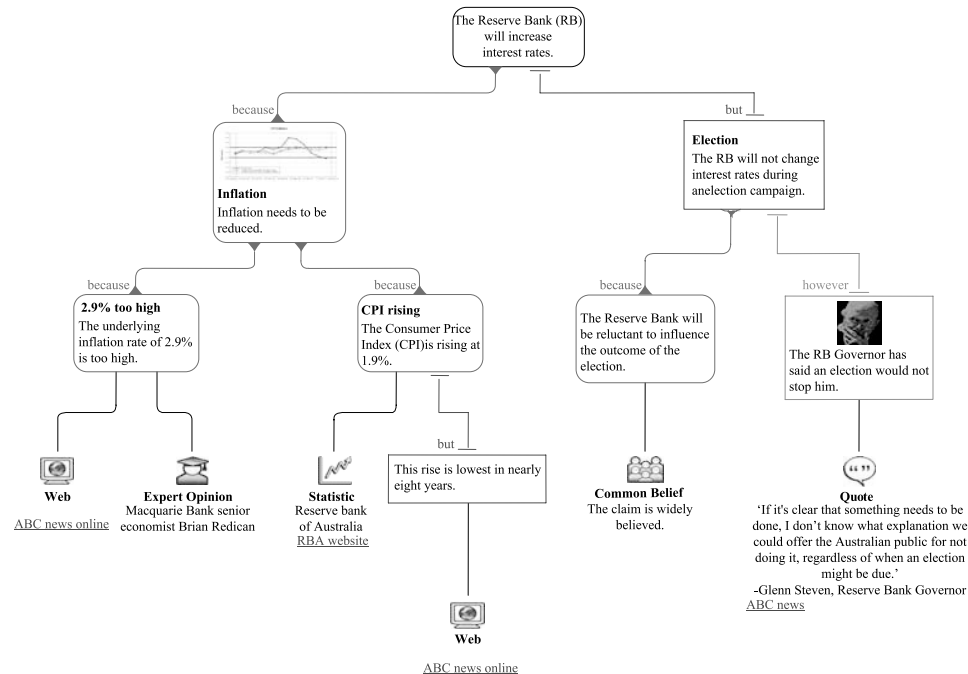 The Reserve Bank (RB)
will increase
interest rates.
because
but
Inflation
Inflation needs to be
reduced.
Election
The RB will not change
interest rates during
anelection campaign.
because
because
because
however
2.9% too high
The underlying
inflation rate of 2.9%
is too high.
CPI rising
The Consumer Price
Index (CPI)is rising at
1.9%.
The Reserve Bank will
be reluctant to influence
the outcome of the
election.
The RB Governor has
said an election would not
stop him.
but
This rise is lowest in nearly
eight years.
Web
ABC news online
Expert Opinion
Macquarie Bank senior
economist Brian Redican
Statistic
Reserve bank
of Australia
RBA website
Common Belief
The claim is widely
believed.
“ ”
Quote
‘If it's clear that something needs to be
done, I don’t know what explanation we
could offer the Australian public for not
doing it, regardless of when an election
might be due.’
-Glenn Steven, Reserve Bank Governor
ABC news
Web
ABC news online